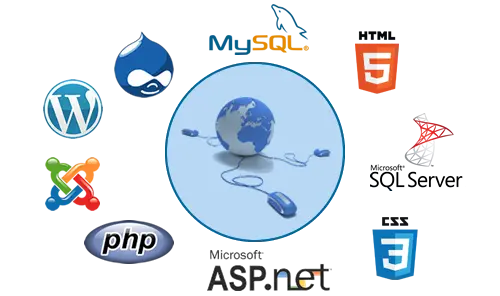 MySQL®
HTML
5
W
Microsoft®
SQL Server
php
CSS
3
Microsoft®
ASP.net